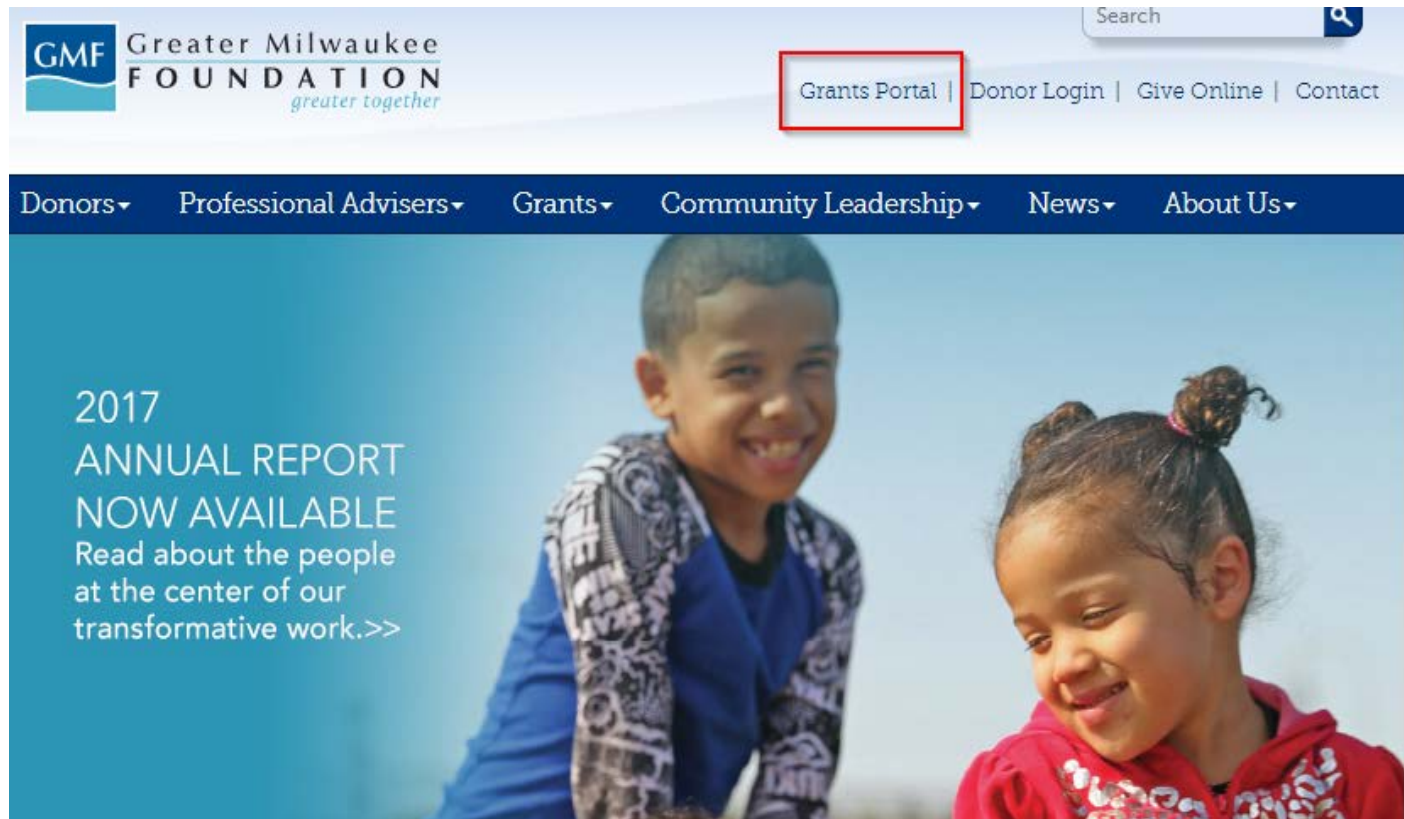 Search
GMF Greater Milwaukee
FOUNDATION
greater together
Grants Portal | Donor Login | Give Online | Contact
Donors Professional Advisers Grants Community Leadership News About Us
2017
ANNUAL REPORT
NOW AVAILABLE
Read about the people
at the center of our
transformative work.>>